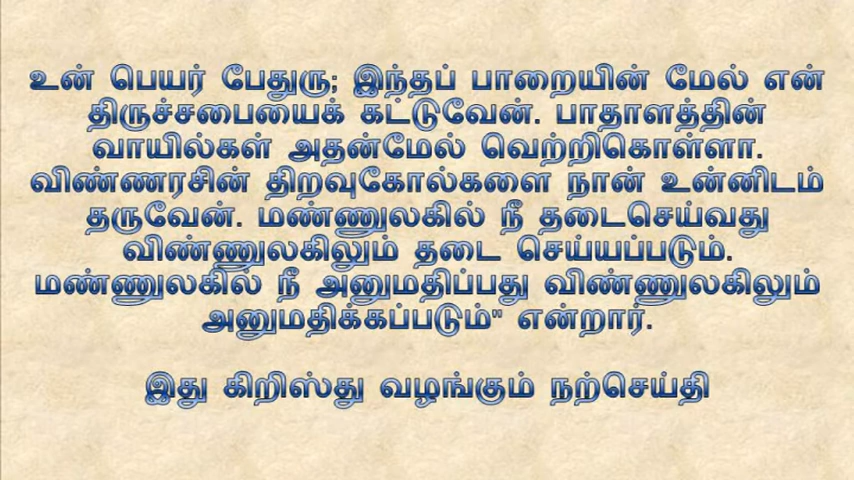 உன் பெயர் பேதுரு; இந்தப் பாறையின் மேல் என்
திருச்சபையைக் கட்டுவேன். பாதாளத்தின்
வாயில்கள் அதன்மேல் வெற்றிகொள்ளா.
விண்ணரசின் திறவுகோல்களை நான் உன்னிடம்
தருவேன். மண்ணுலகில் நீ தடைசெய்வது
விண்ணுலகிலும் தடை செய்யப்படும்.
மண்ணுலகில் நீ அனுமதிப்பது விண்ணுலகிலும்
அனுமதிக்கப்படும்" என்றார்.
இது கிறிஸ்து வழங்கும் நற்செய்தி